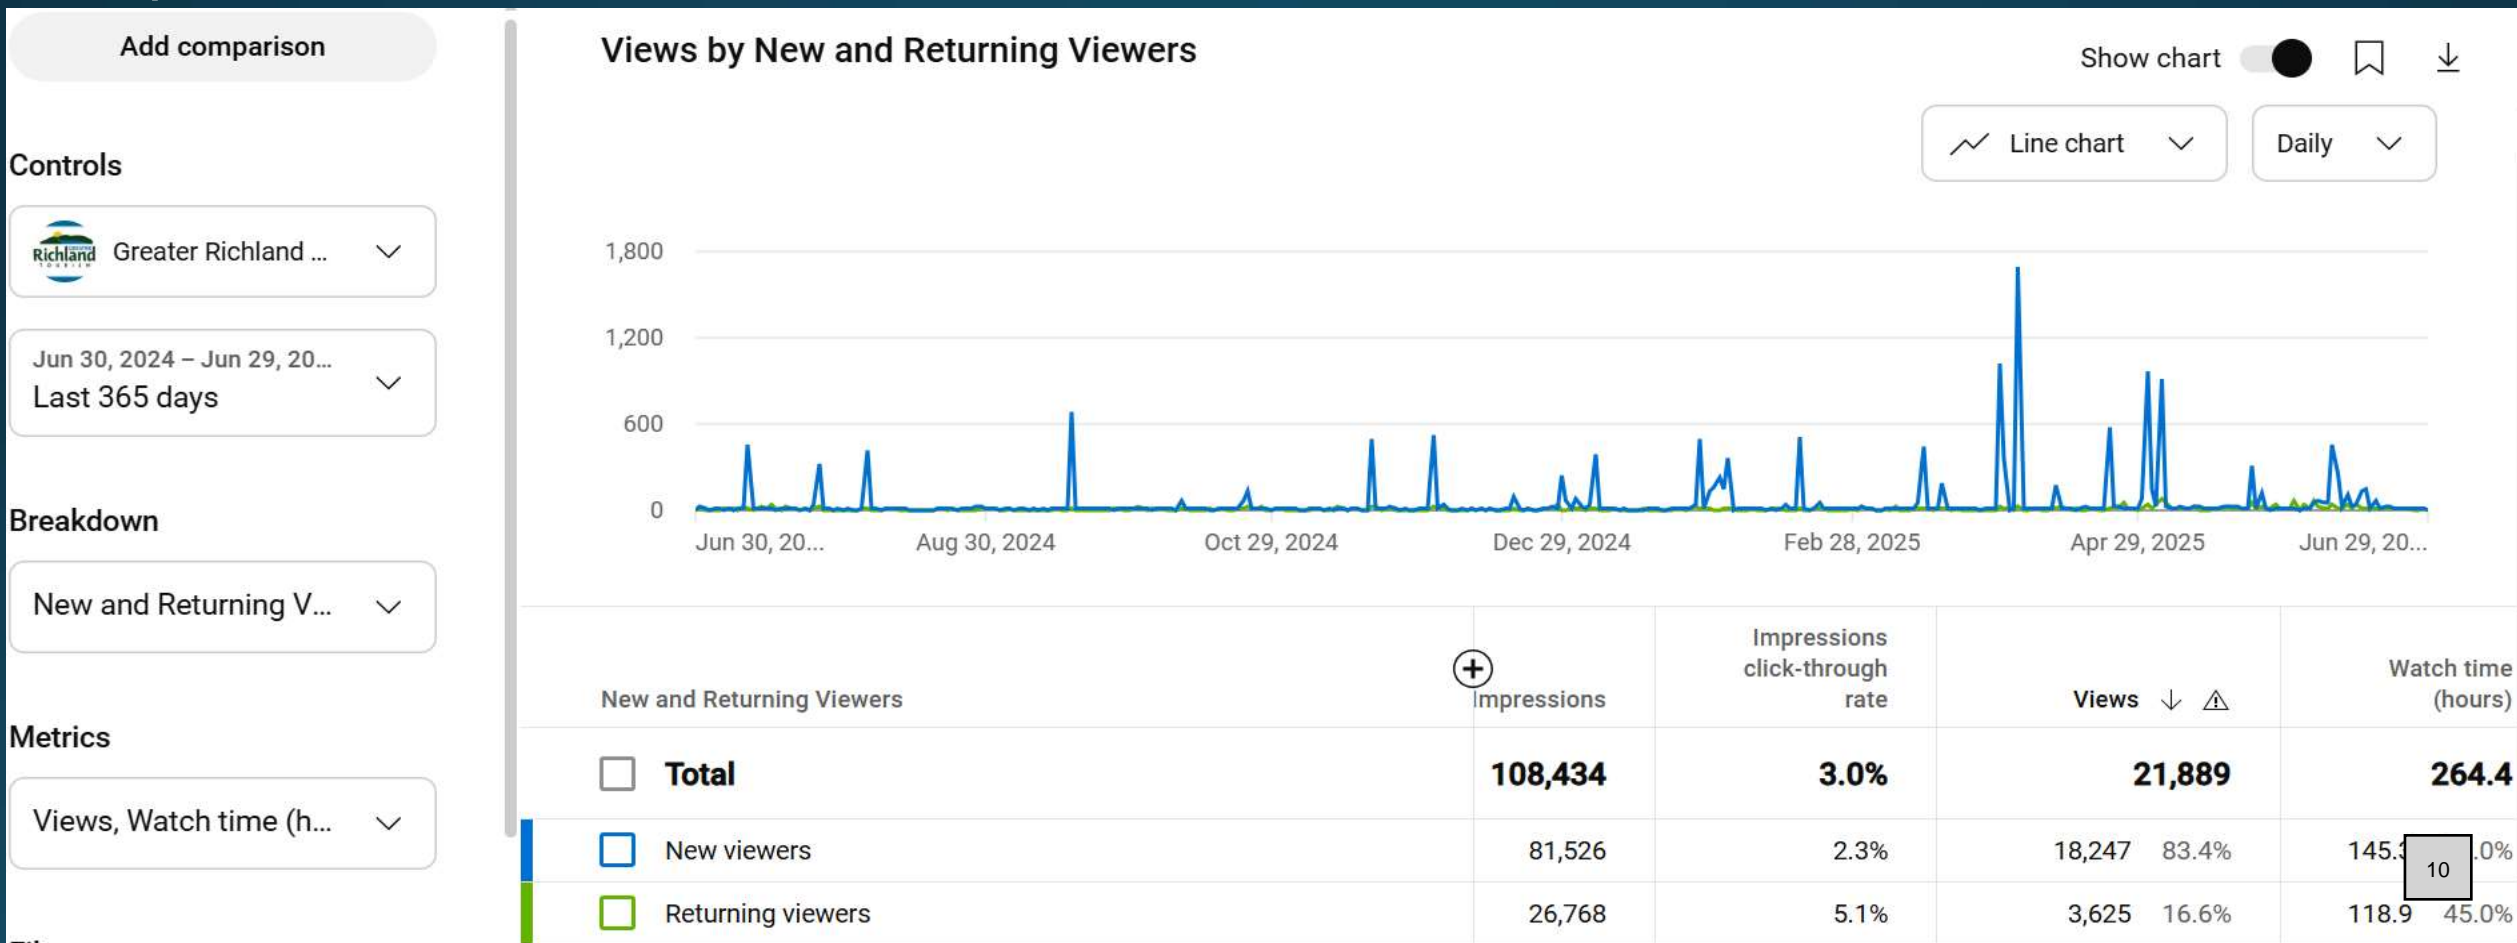 Add comparison
Controls
Richland
TOURISM
Greater Richland ...
Jun 30, 2024 – Jun 29, 20...
Last 365 days
Breakdown
New and Returning V...
Metrics
Views, Watch time (h...
Views by New and Returning Viewers
Show chart
Line chart
Daily
1,800
1,200
600
0
Jun 30, 20... Aug 30, 2024 Oct 29, 2024 Dec 29, 2024 Feb 28, 2025 Apr 29, 2025 Jun 29, 20...
New and Returning Viewers
Impressions
Impressions
click-through
rate
Views
Watch time
(hours)
Total 108,434 3.0% 21,889 264.4
New viewers 81,526 2.3% 18,247 83.4% 145. .0%
10
Returning viewers 26,768 5.1% 3,625 16.6% 118.9 45.0%